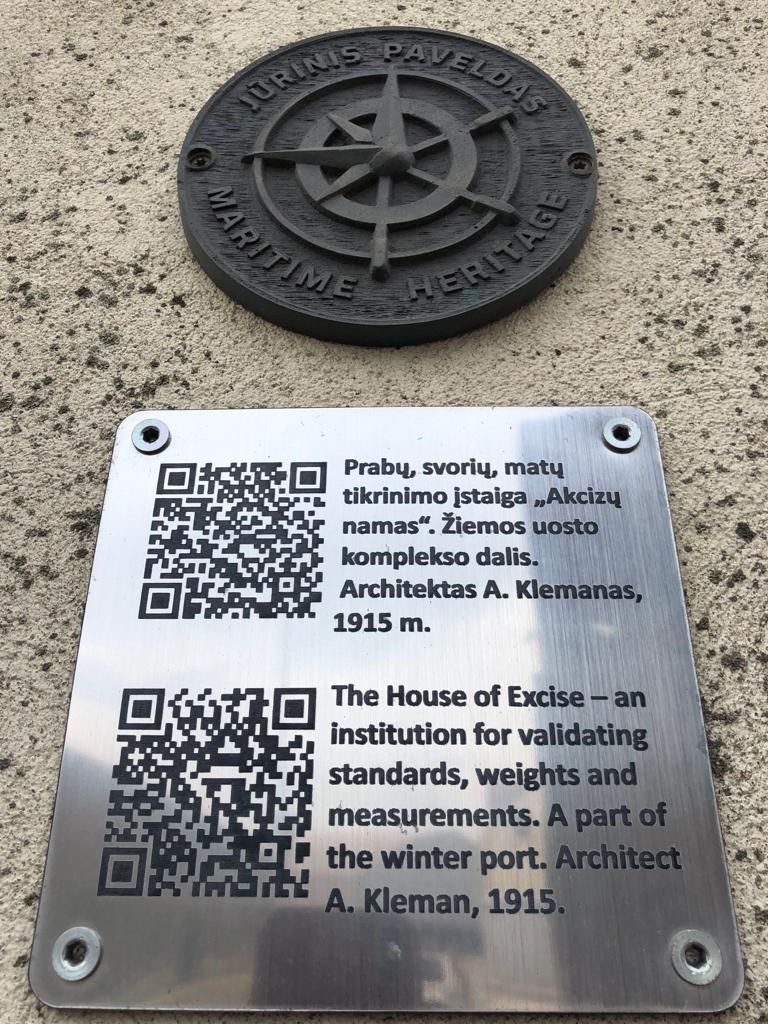 JŪRINIS PAVELDAS
MARITIME HERITAGE
Prabų, svorių, matų
tikrinimo įstaiga „Akcizų
namas“. Žiemos uosto
komplekso dalis.
Architektas A. Klemanas,
1915 m.
The House of Excise – an
institution for validating
standards, weights and
measurements. A part of
the winter port. Architect
A. Kleman, 1915.